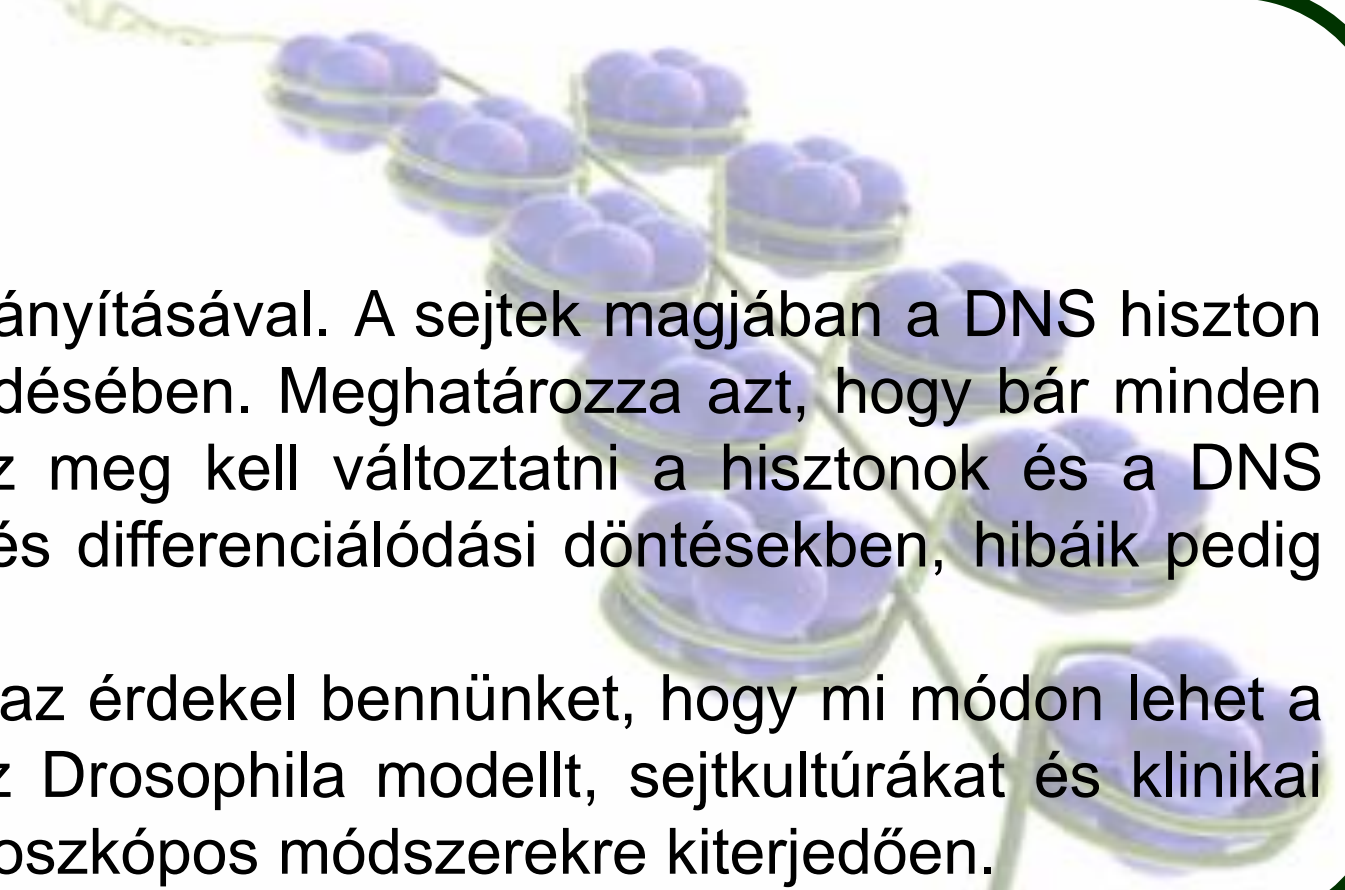 ányításával. A sejtek magjában a DNS hiszton
désében. Meghatározza azt, hogy bár minden
z meg kell változtatni a hisztonok és a DNS
és differenciálódási döntésekben, hibáik pedig
az érdekel bennünket, hogy mi módon lehet a
z Drosophila modellt, sejtkultúrákat és klinikai
oszkópos módszerekre kiterjedően.